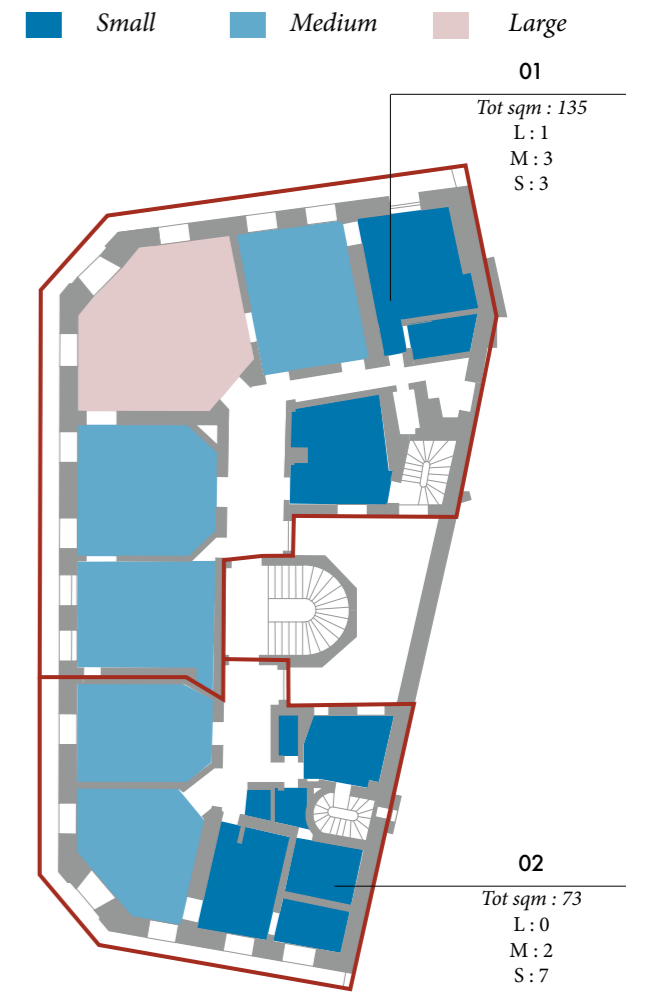 Small Medium Large
01
Tot sqm : 135
L : 1
M : 3
S : 3
02
Tot sqm : 73
L : 0
M : 2
S : 7